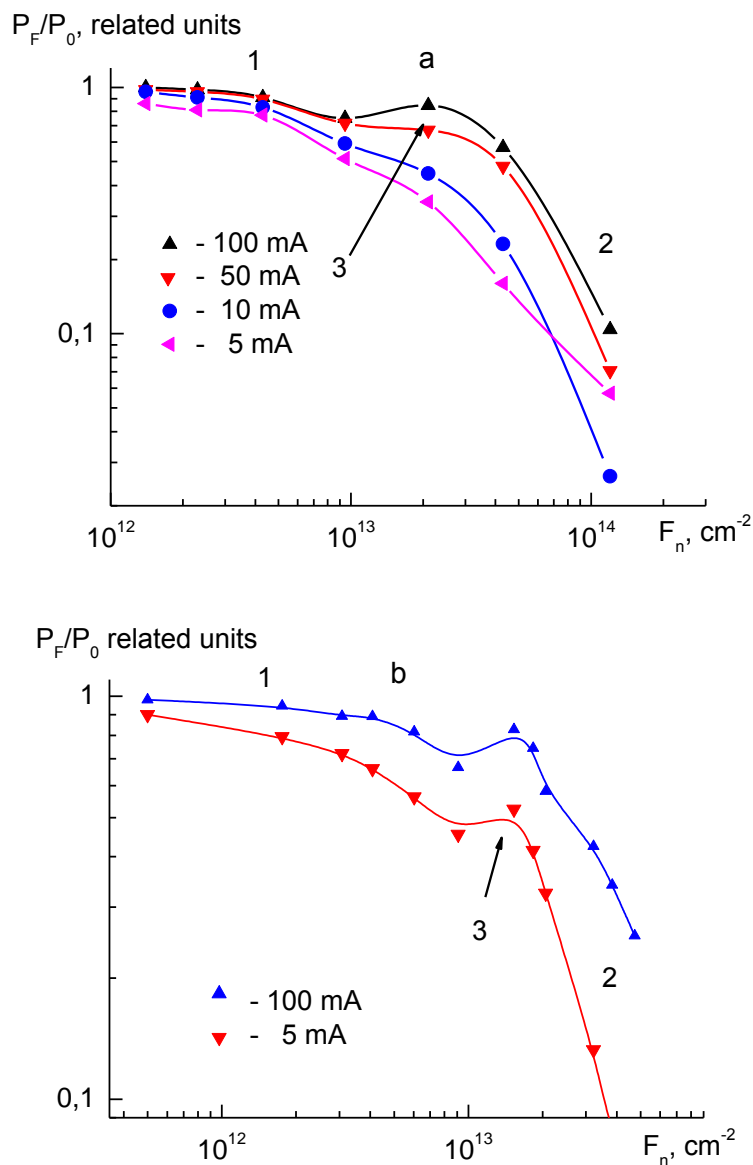 P_F/P_0, related units
1 a
1
2
3
- 100 mA
- 50 mA
- 10 mA
- 5 mA
0,1
10^12 10^13 10^14 F_n, cm^-2
P_F/P_0 related units
1 b
1
3
2
- 100 mA
- 5 mA
0,1
10^12 10^13 F_n, cm^-2